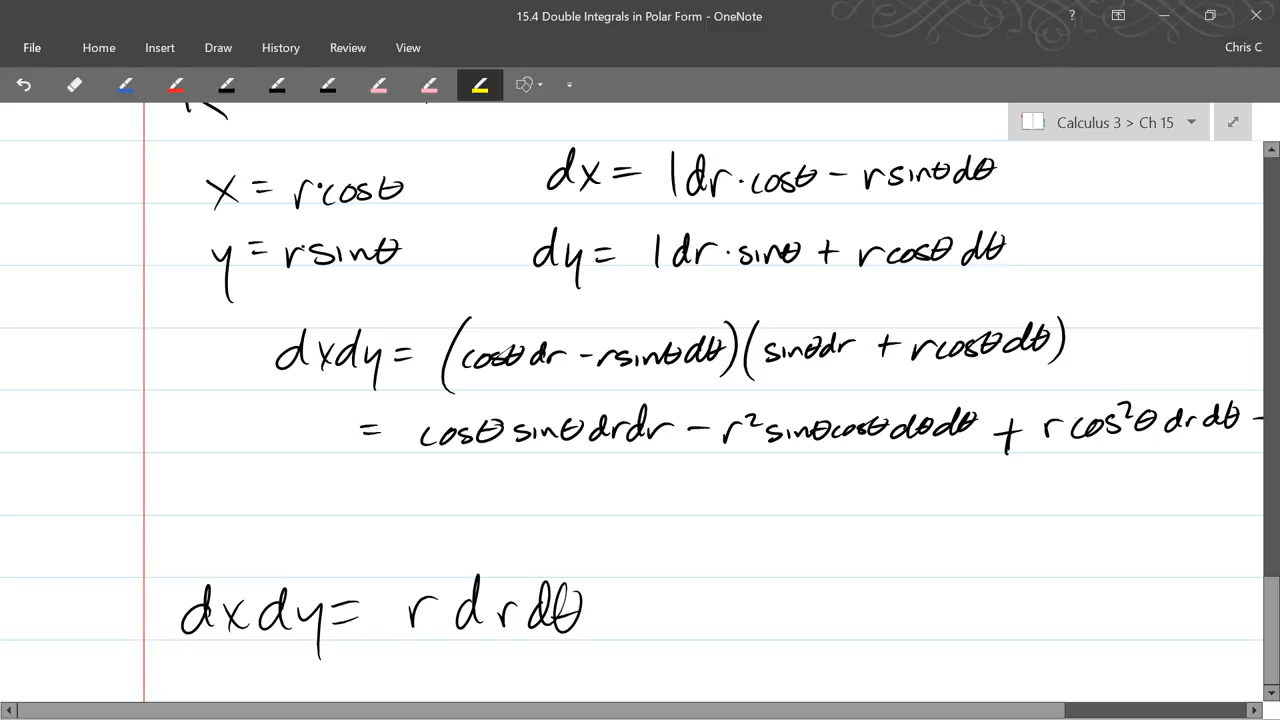 15.4 Double Integrals in Polar Form - OneNote
File Home Insert Draw History Review View Chris C
Calculus 3 > Ch 15
x = r·cosθ dx = 1dr·cosθ - rsinθdθ
y = rsinθ dy = 1dr·sinθ + rcosθ dθ
dxdy = (cosθdr - rsinθdθ)(sinθdr + rcosθdθ)
= cosθ sinθ drdr - r²sinθcosθ dθdθ + r cos²θ dr dθ -
dxdy = r dr dθ